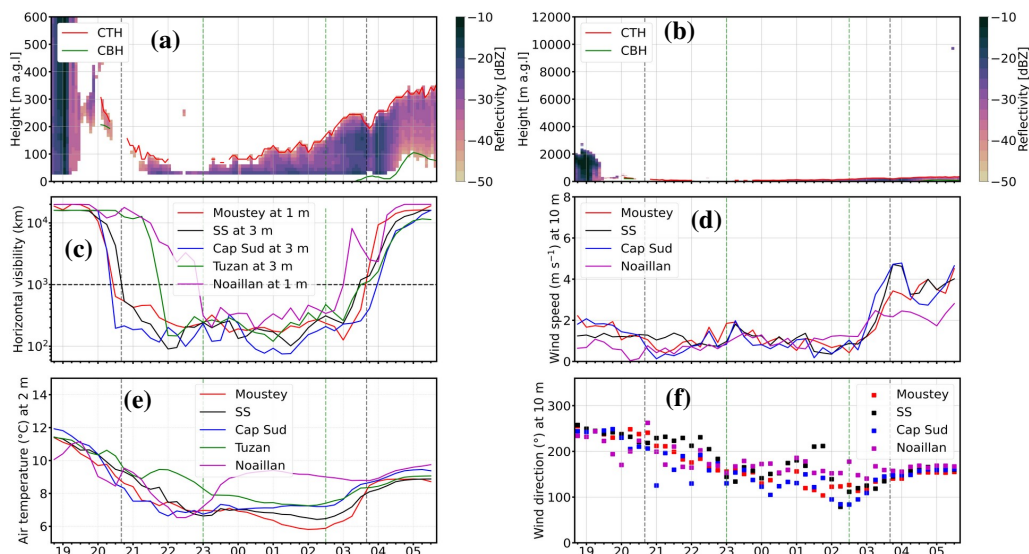 (a)
CTH
CBH
Height [m a.g.l]
600
500
400
300
200
100
0
−10
−20
−30
−40
−50
Reflectivity [dBZ]
(b)
CTH
CBH
Height [m a.g.l]
12000
10000
8000
6000
4000
2000
0
−10
−20
−30
−40
−50
Reflectivity [dBZ]
(c)
Moustey at 1 m
SS at 3 m
Cap Sud at 3 m
Tuzan at 3 m
Noaillan at 1 m
Horizontal visibility (km)
10⁴
10³
10²
(d)
Moustey
SS
Cap Sud
Noaillan
Wind speed (m s⁻¹) at 10 m
8
6
4
2
0
(e)
Moustey
SS
Cap Sud
Tuzan
Noaillan
Air temperature (°C) at 2 m
14
12
10
8
6
19 20 21 22 23 00 01 02 03 04 05
(f)
Moustey
SS
Cap Sud
Noaillan
Wind direction (°) at 10 m
300
200
100
0
19 20 21 22 23 00 01 02 03 04 05